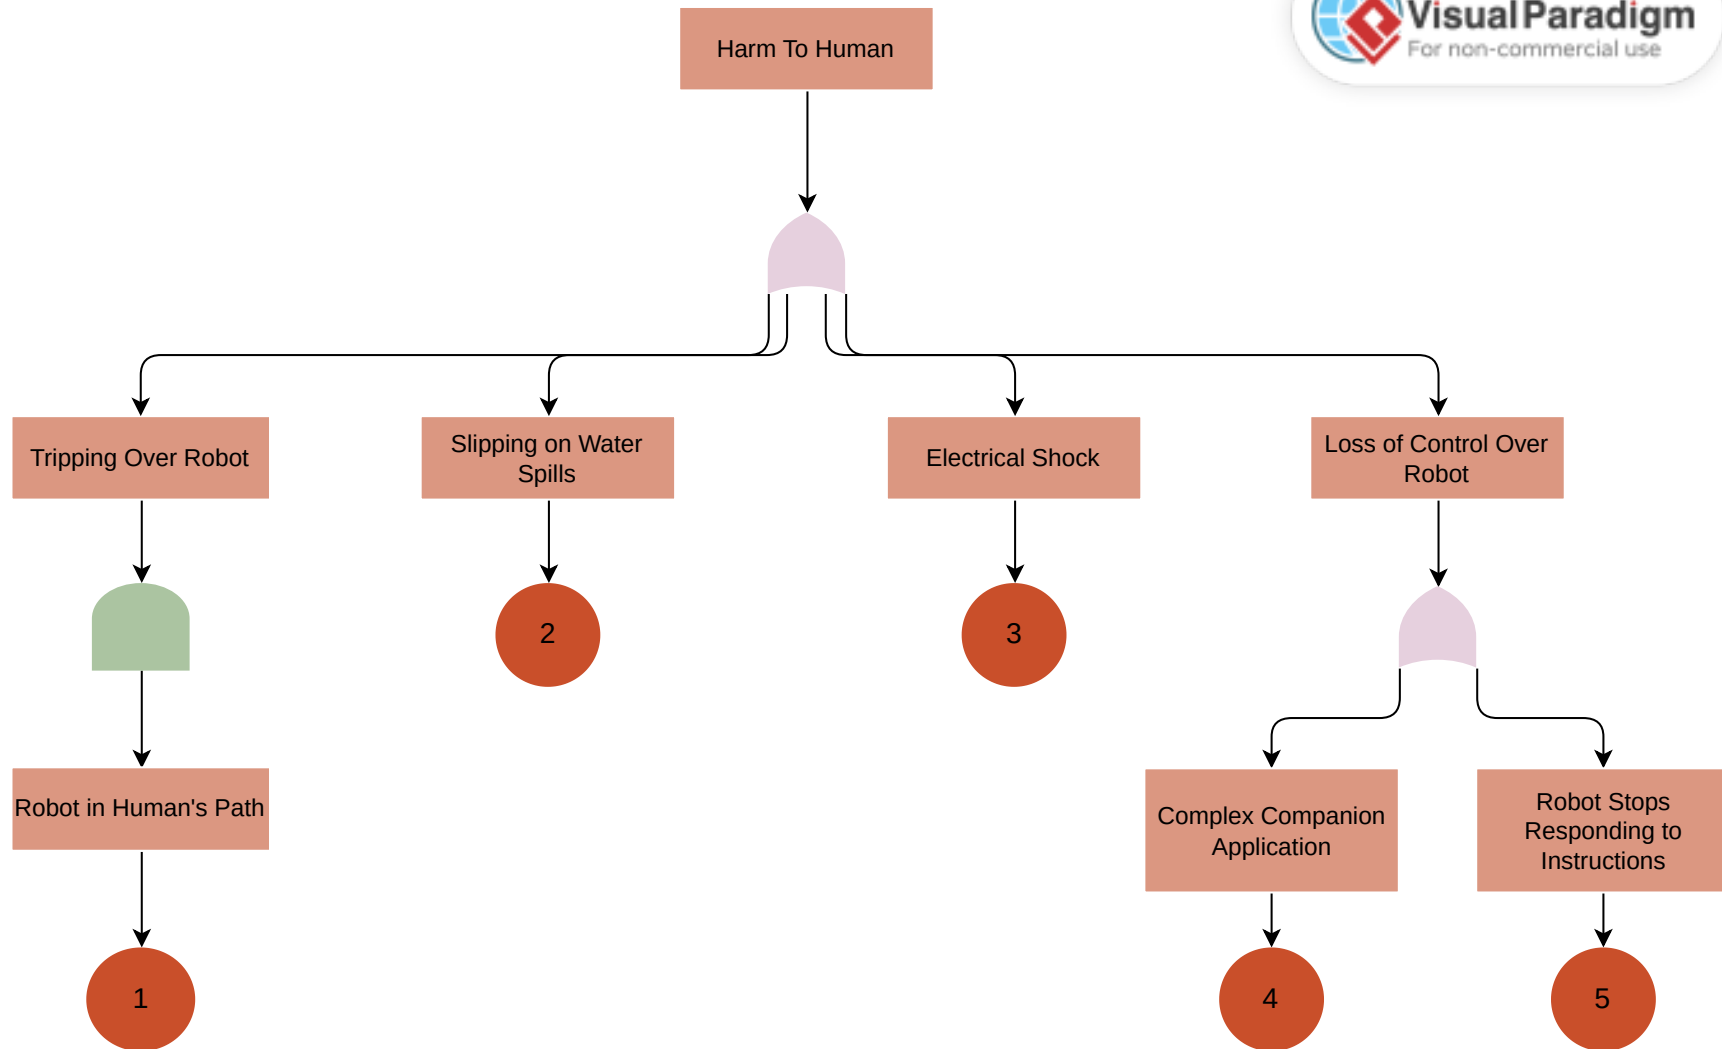 Harm To Human
Visual Paradigm
For non-commercial use
Tripping Over Robot
Slipping on Water
Spills
Electrical Shock
Loss of Control Over
Robot
2
3
Robot in Human's Path
Complex Companion
Application
Robot Stops
Responding to
Instructions
1
4
5